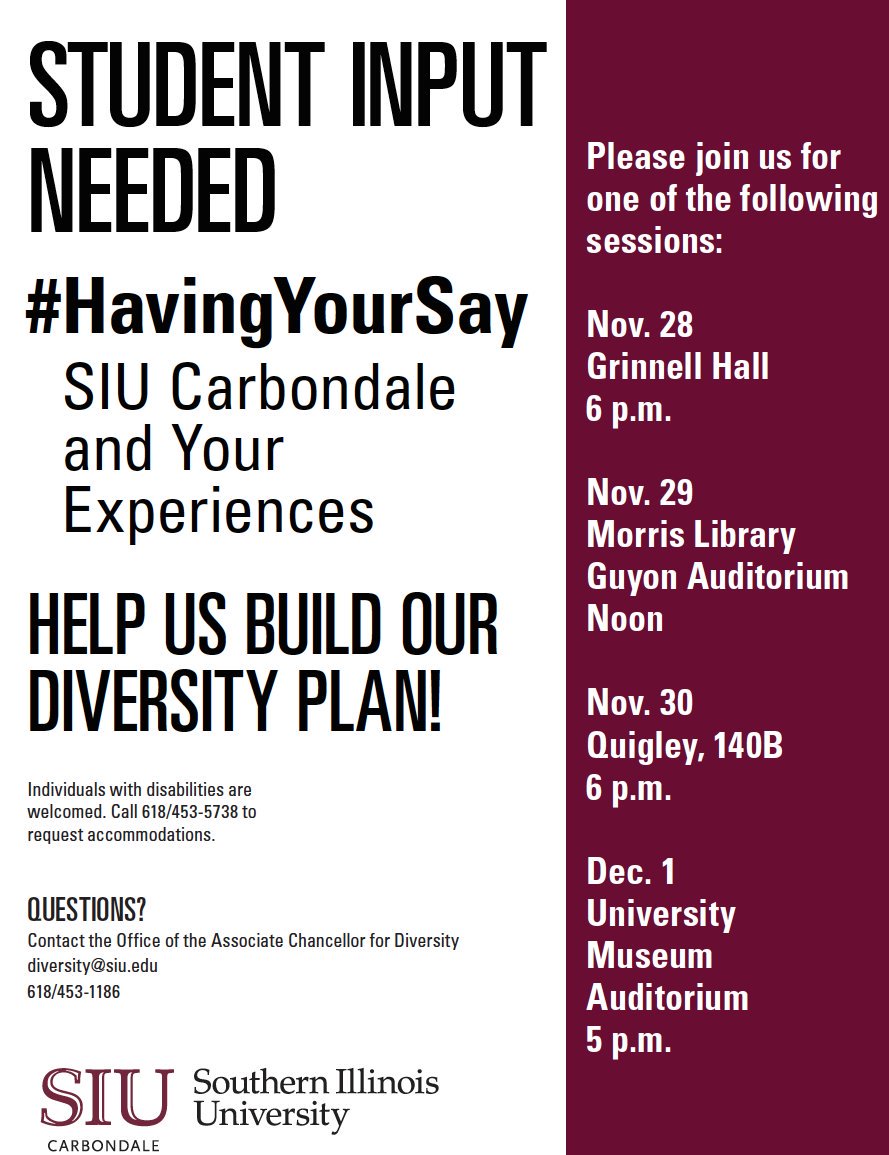 STUDENT INPUT
NEEDED
#HavingYourSay
SIU Carbondale
and Your
Experiences
HELP US BUILD OUR
DIVERSITY PLAN!
Individuals with disabilities are
welcomed. Call 618/453-5738 to
request accommodations.
QUESTIONS?
Contact the Office of the Associate Chancellor for Diversity
diversity@siu.edu
618/453-1186
SIU
CARBONDALE
Southern Illinois
University
Please join us for
one of the following
sessions:
Nov. 28
Grinnell Hall
6 p.m.
Nov. 29
Morris Library
Guyon Auditorium
Noon
Nov. 30
Quigley, 140B
6 p.m.
Dec. 1
University
Museum
Auditorium
5 p.m.